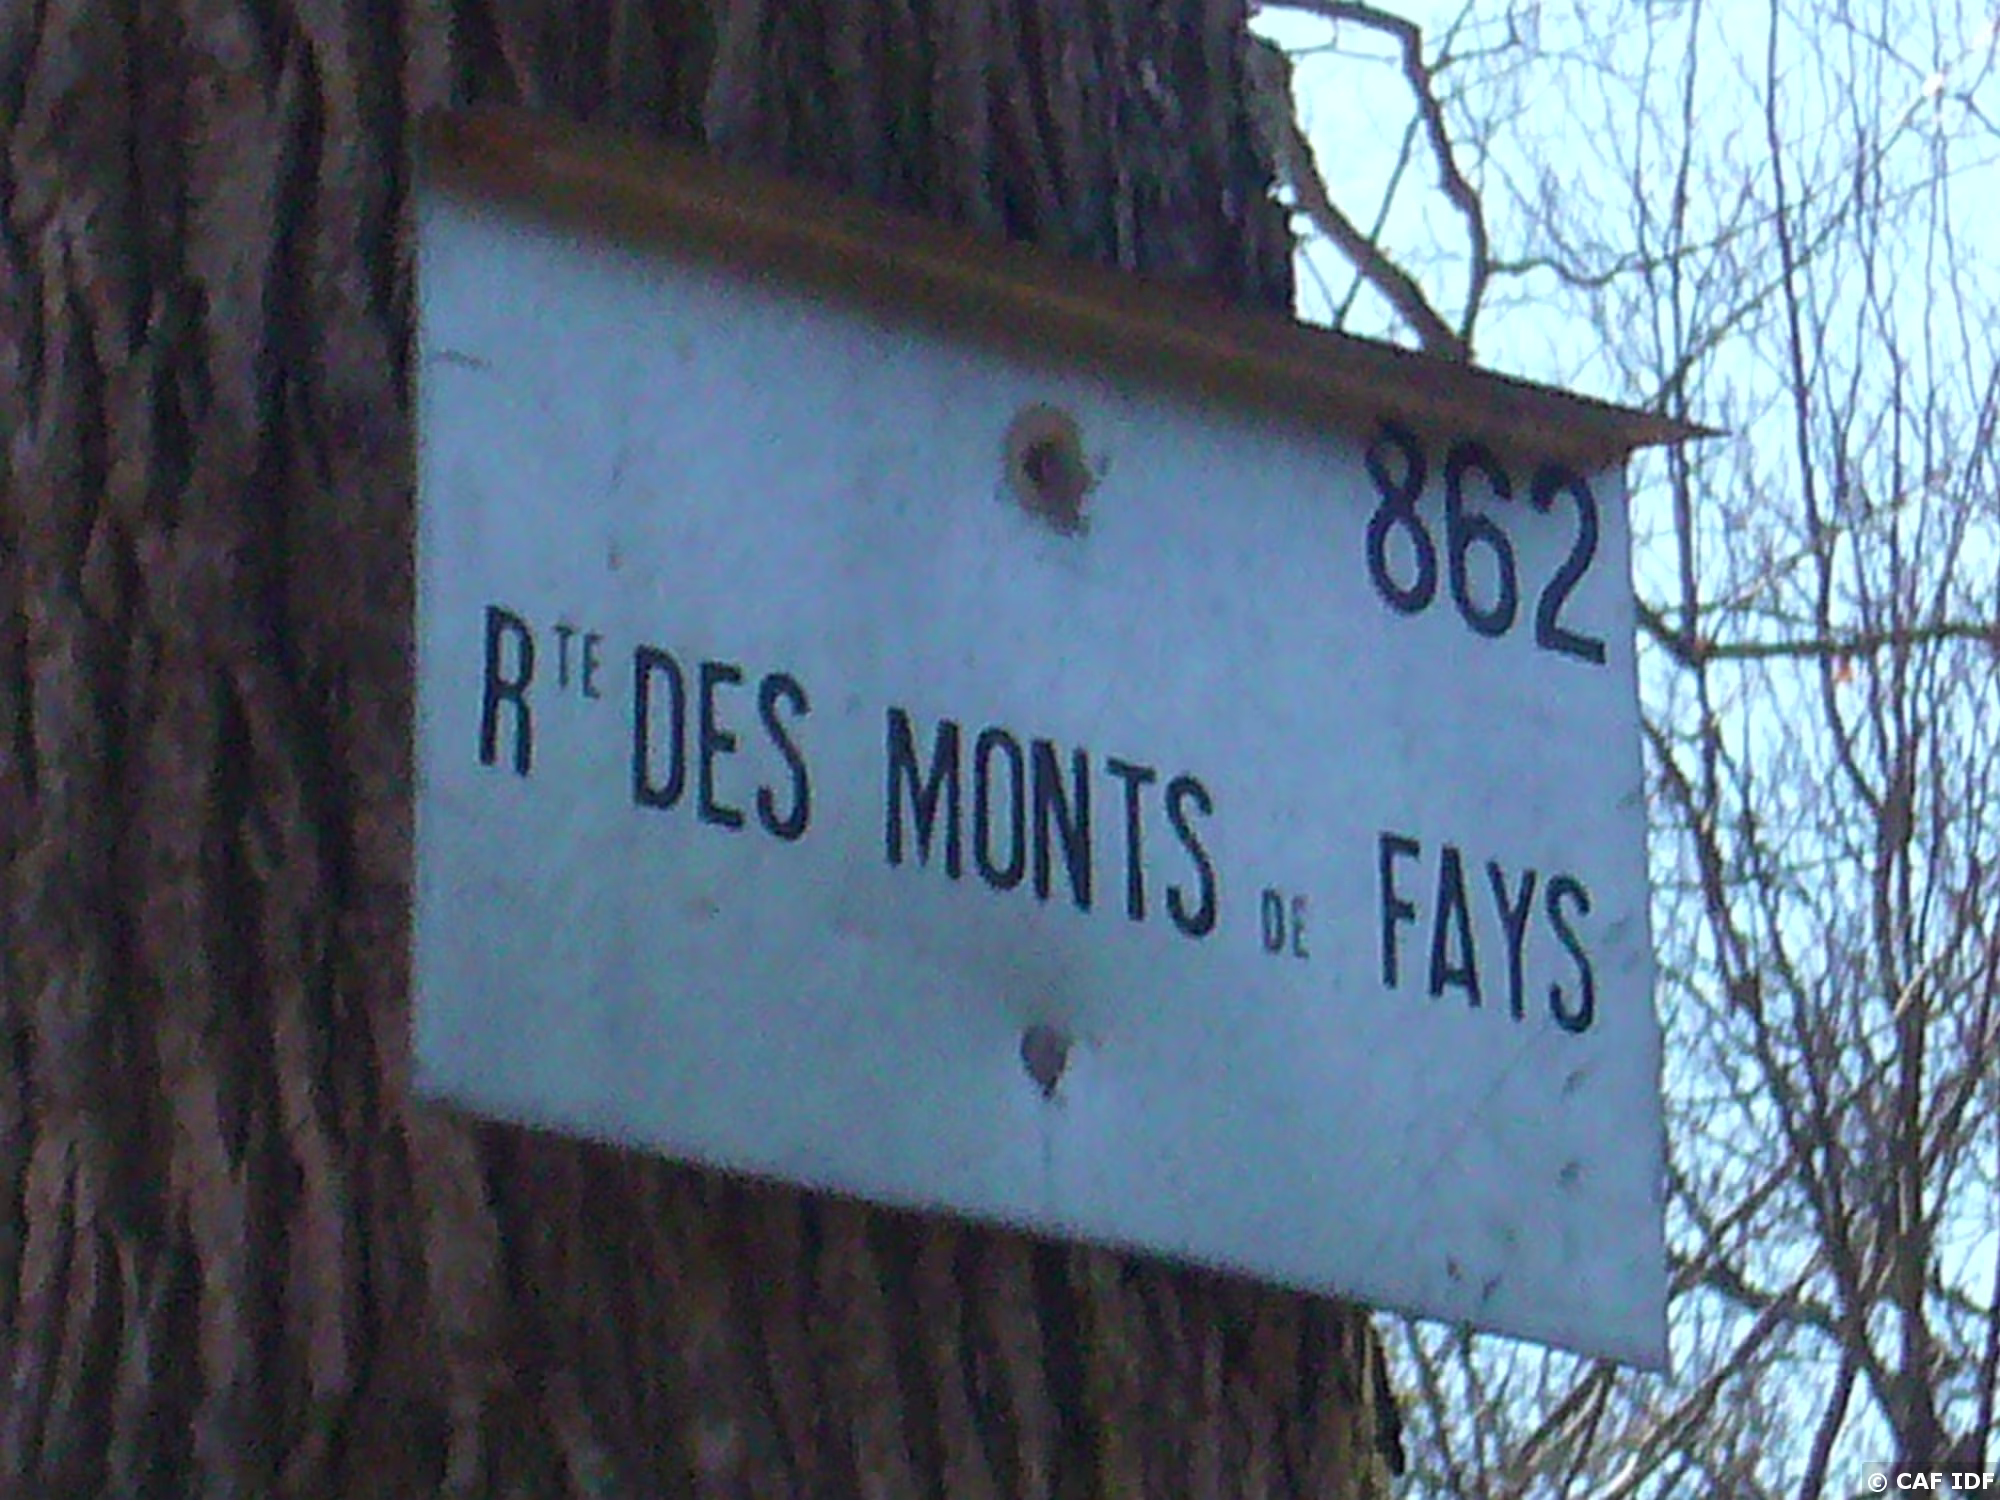 862
RTE DES MONTS DE FAYS
© CAF IDF